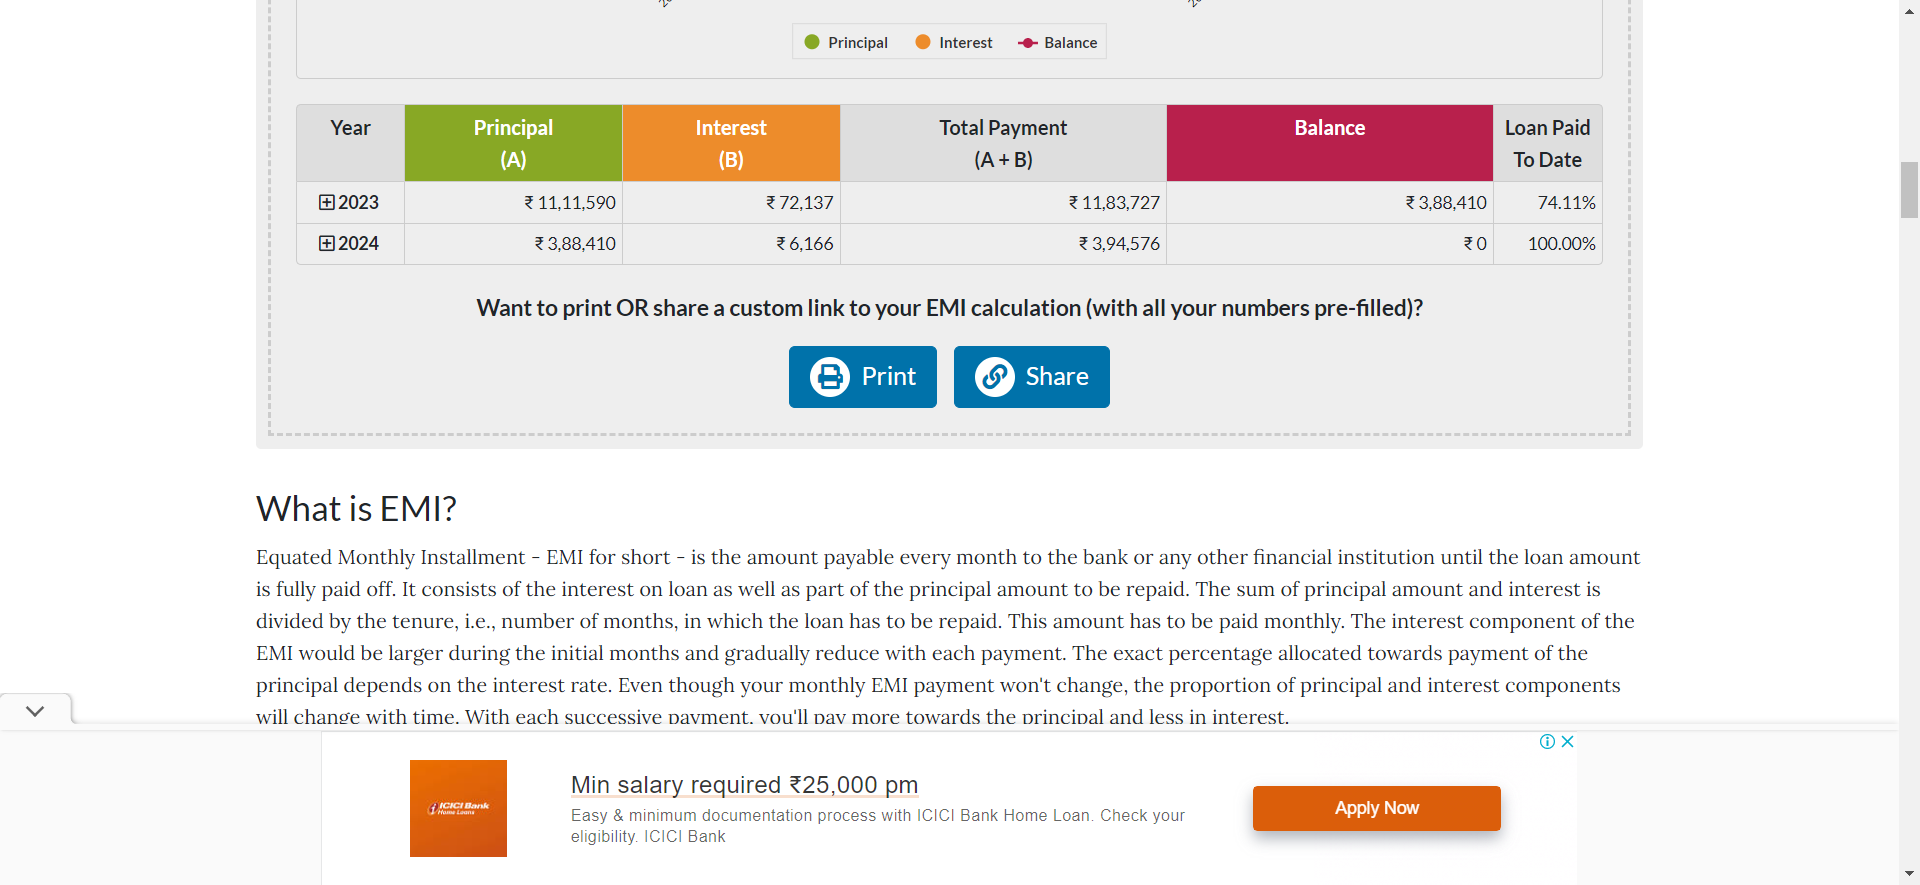 Principal Interest Balance
Year Principal Interest Total Payment Balance Loan Paid
(A) (B) (A + B) To Date
2023 ₹ 11,11,590 ₹ 72,137 ₹ 11,83,727 ₹ 3,88,410 74.11%
2024 ₹ 3,88,410 ₹ 6,166 ₹ 3,94,576 ₹ 0 100.00%
Want to print OR share a custom link to your EMI calculation (with all your numbers pre-filled)?
Print Share
What is EMI?
Equated Monthly Installment - EMI for short - is the amount payable every month to the bank or any other financial institution until the loan amount
is fully paid off. It consists of the interest on loan as well as part of the principal amount to be repaid. The sum of principal amount and interest is
divided by the tenure, i.e., number of months, in which the loan has to be repaid. This amount has to be paid monthly. The interest component of the
EMI would be larger during the initial months and gradually reduce with each payment. The exact percentage allocated towards payment of the
principal depends on the interest rate. Even though your monthly EMI payment won't change, the proportion of principal and interest components
will change with time. With each successive payment, you'll pay more towards the principal and less in interest.
ICICI Bank
Home Loans
Min salary required ₹25,000 pm
Easy & minimum documentation process with ICICI Bank Home Loan. Check your
eligibility. ICICI Bank
Apply Now